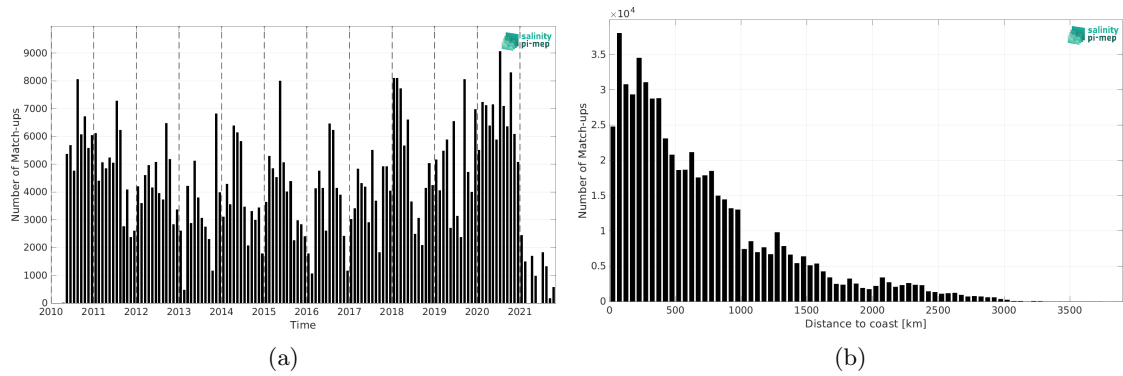 salinity
pi-mep
9000
8000
7000
6000
5000
4000
3000
2000
1000
0
Number of Match-ups
2010 2011 2012 2013 2014 2015 2016 2017 2018 2019 2020 2021
Time
(a)
×10⁴
salinity
pi-mep
3.5
3
2.5
2
1.5
1
0.5
0
Number of Match-ups
0 500 1000 1500 2000 2500 3000 3500
Distance to coast [km]
(b)